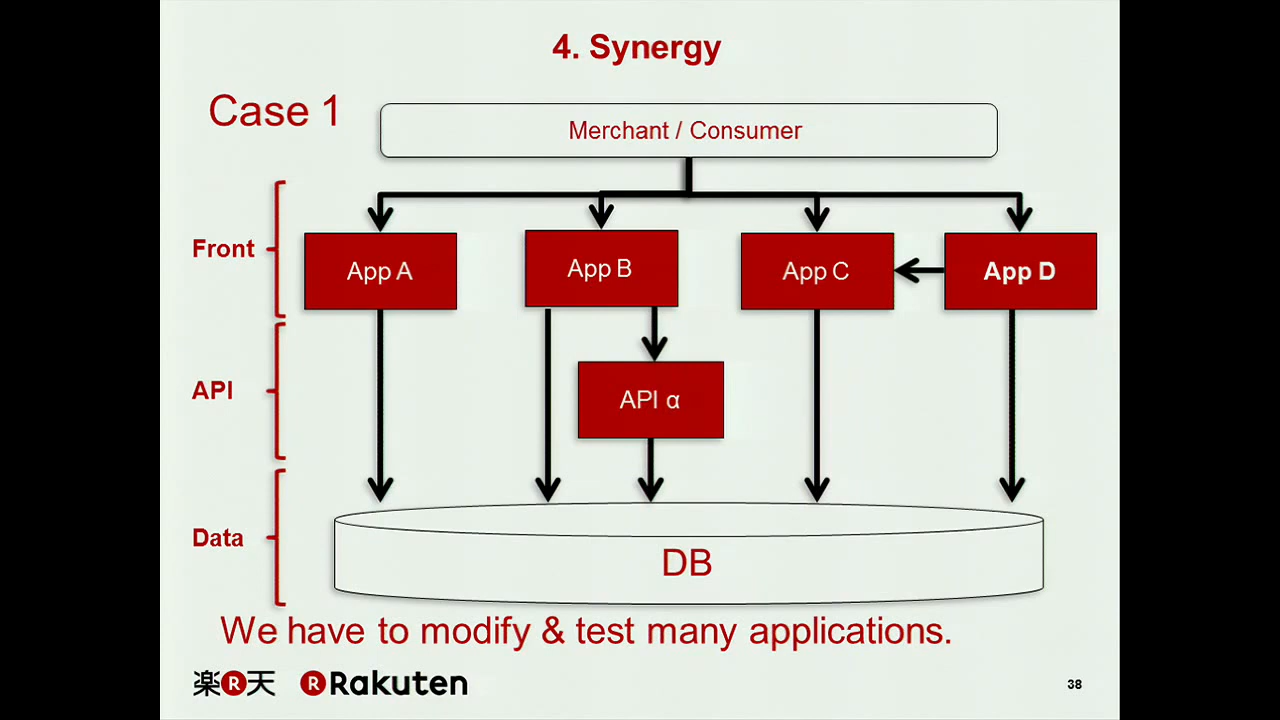 4. Synergy
Case 1
Merchant / Consumer
Front
App A
App B
App C
App D
API
API α
Data
DB
We have to modify & test many applications.
楽R天 R Rakuten
38